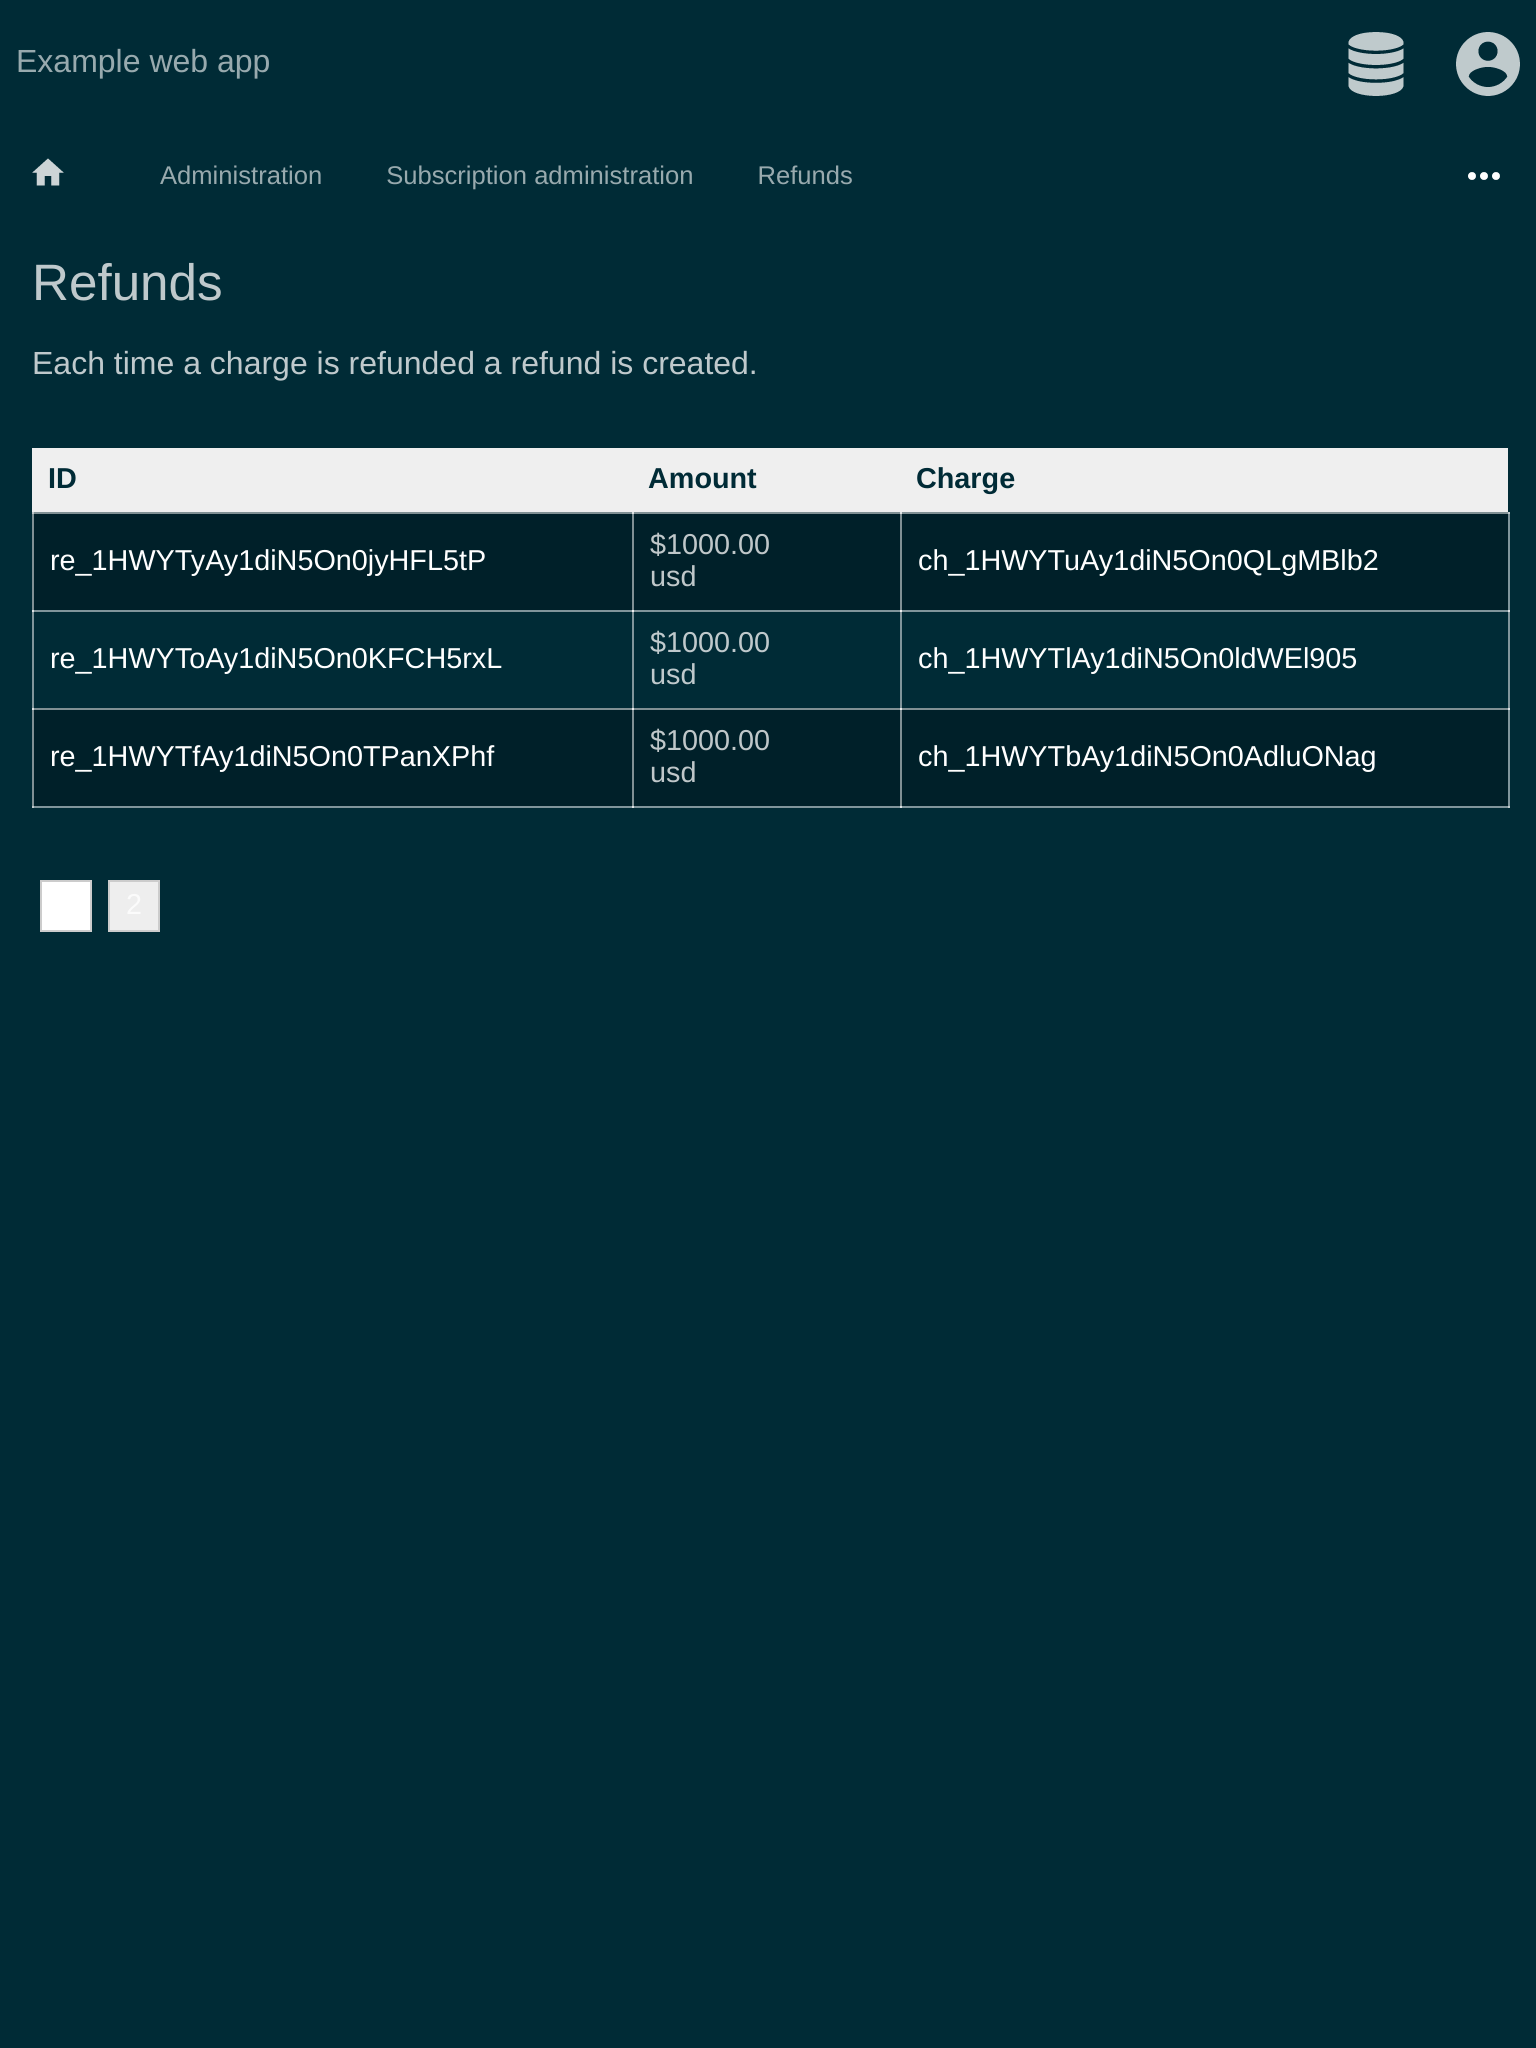 Example web app
Administration Subscription administration Refunds
Refunds
Each time a charge is refunded a refund is created.
ID Amount Charge
re_1HWYTyAy1diN5On0jyHFL5tP $1000.00 usd ch_1HWYTuAy1diN5On0QLgMBlb2
re_1HWYToAy1diN5On0KFCH5rxL $1000.00 usd ch_1HWYTlAy1diN5On0ldWEl905
re_1HWYTfAy1diN5On0TPanXPhf $1000.00 usd ch_1HWYTbAy1diN5On0AdluONag
2